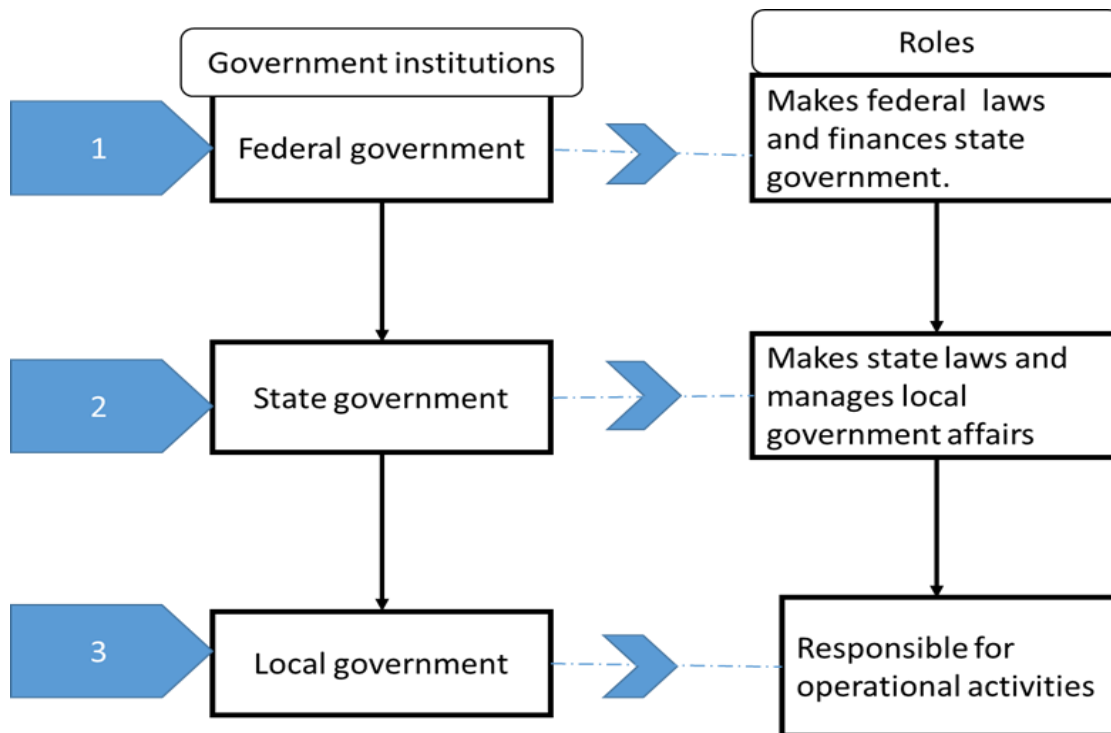 Government institutions
Roles
1
Federal government
Makes federal laws
and finances state
government.
2
State government
Makes state laws and
manages local
government affairs
3
Local government
Responsible for
operational activities